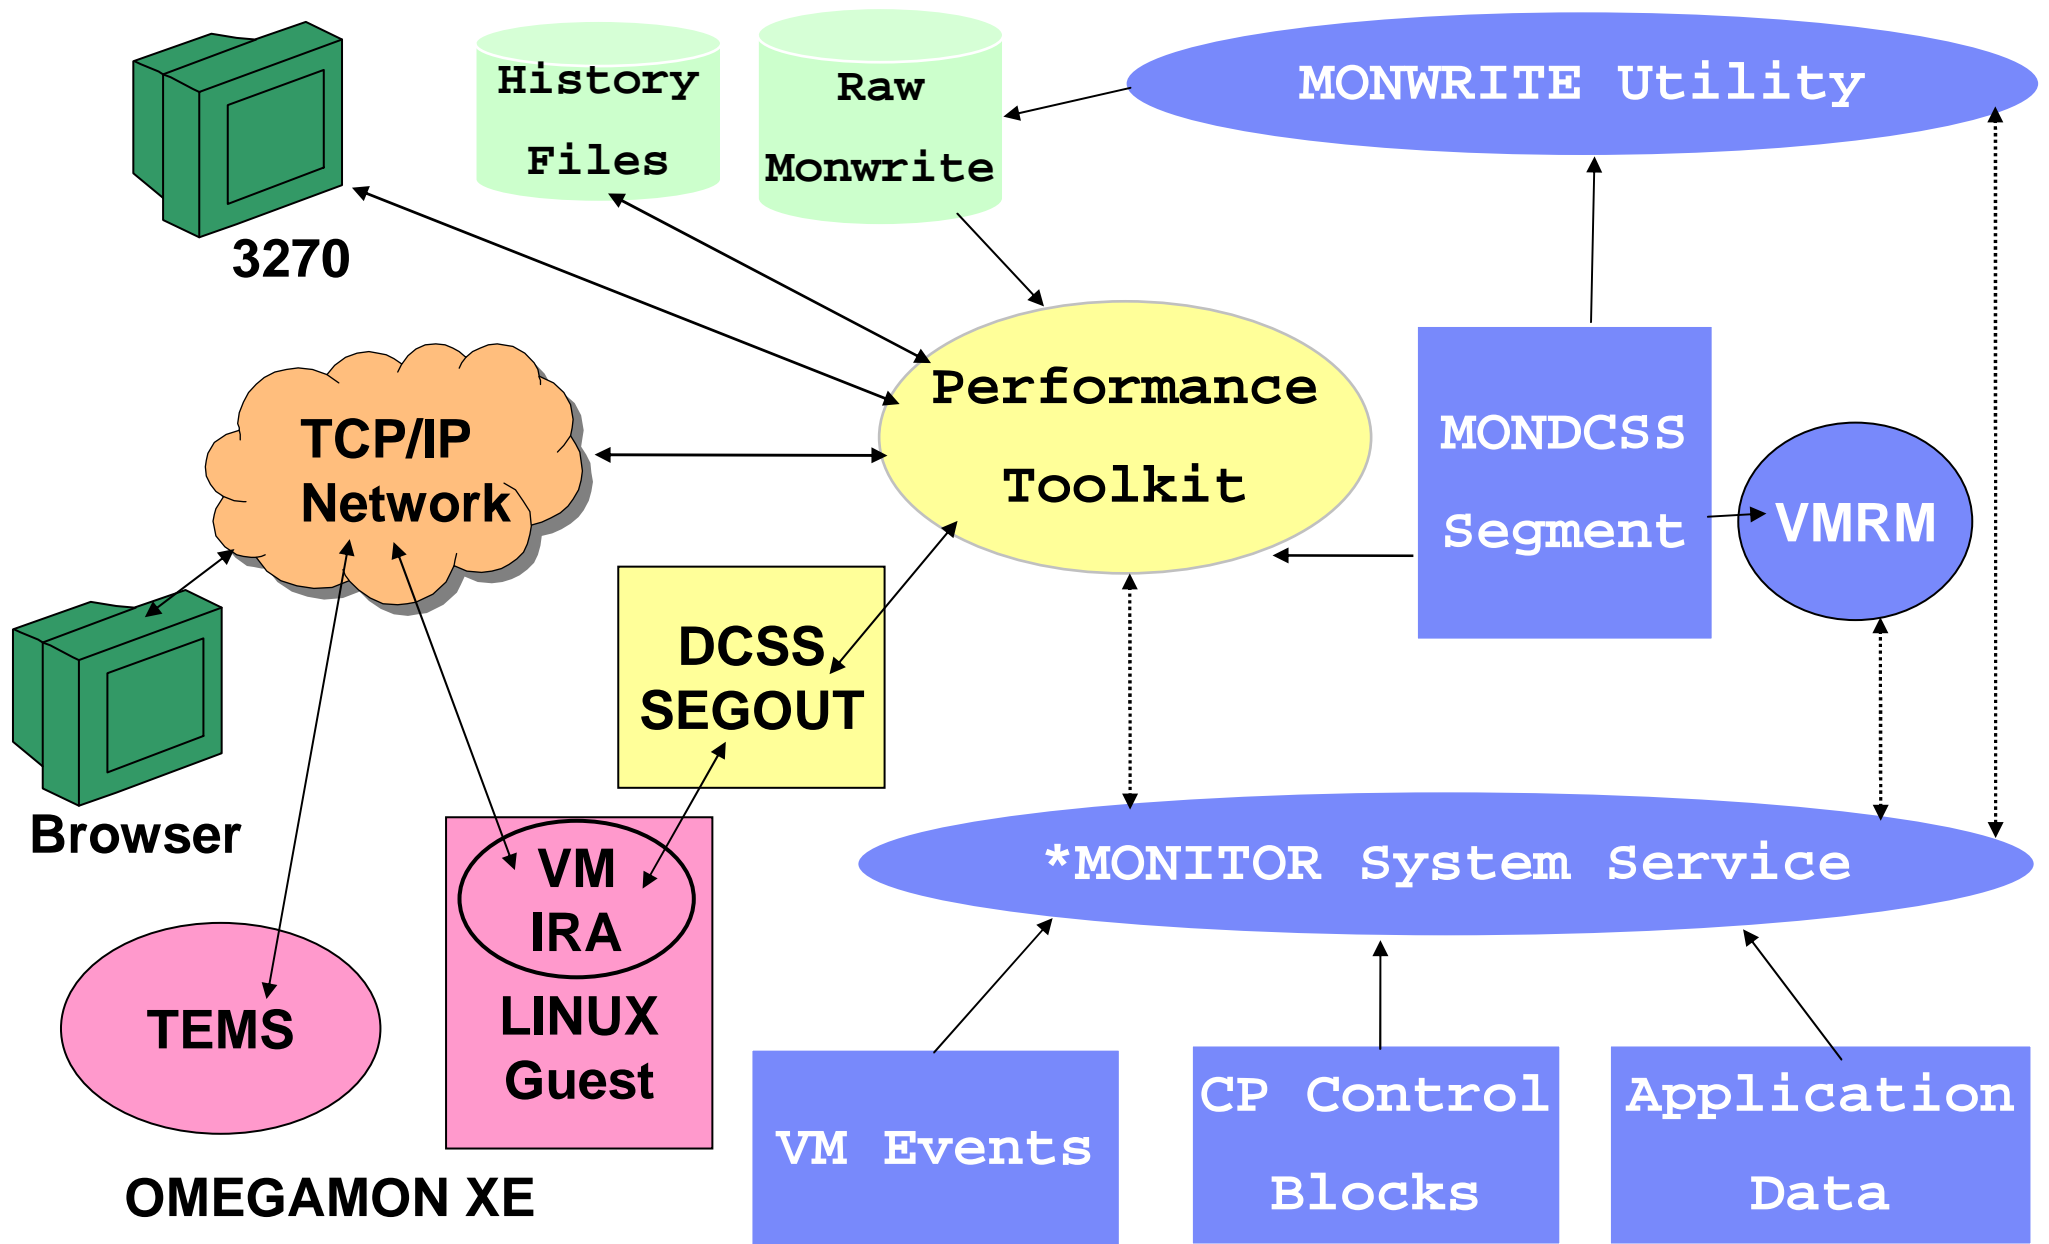 History
Files
Raw
Monwrite
MONWRITE Utility
3270
Performance
Toolkit
TCP/IP
Network
MONDCSS
Segment
VMRM
DCSS
SEGOUT
Browser
*MONITOR System Service
VM
IRA
LINUX
Guest
TEMS
OMEGAMON XE
VM Events
CP Control
Blocks
Application
Data